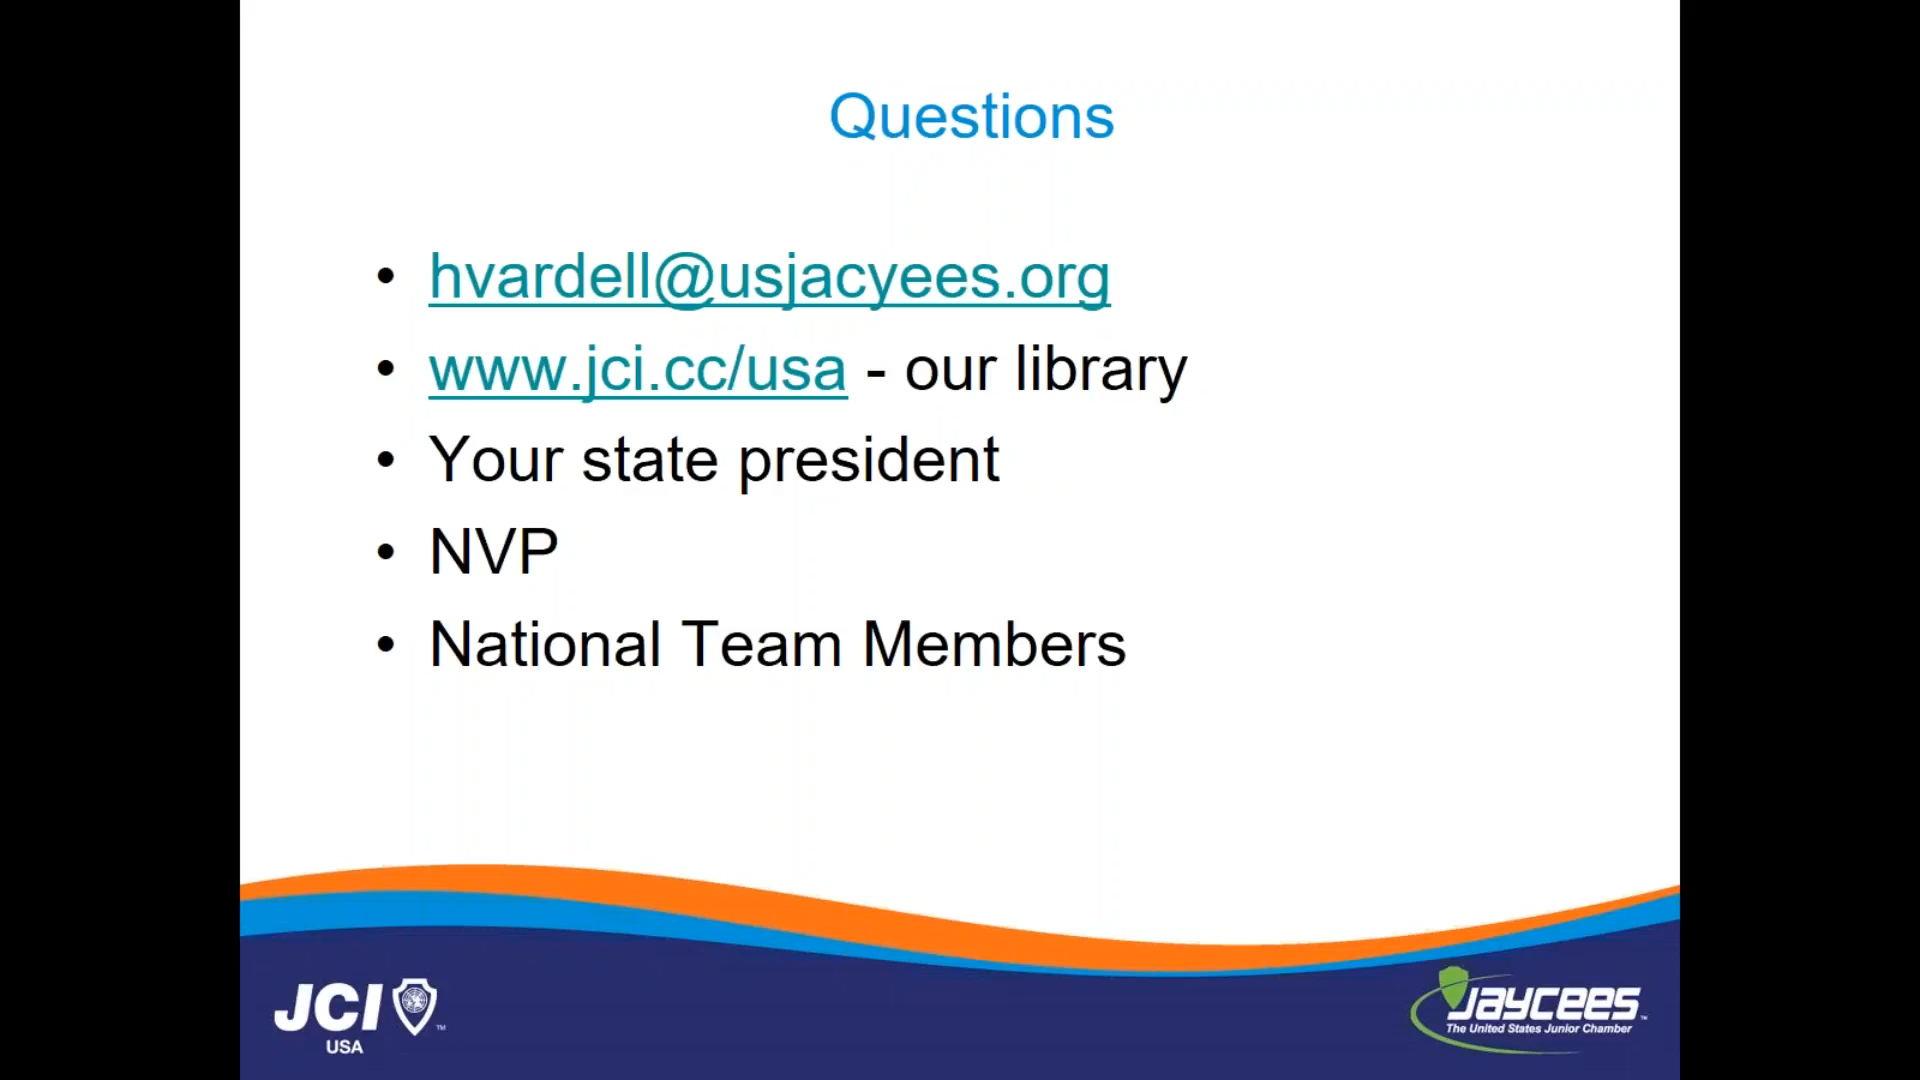 Questions
• hvardell@usjacyees.org
• www.jci.cc/usa - our library
• Your state president
• NVP
• National Team Members
JCI
USA
Jaycees
The United States Junior Chamber